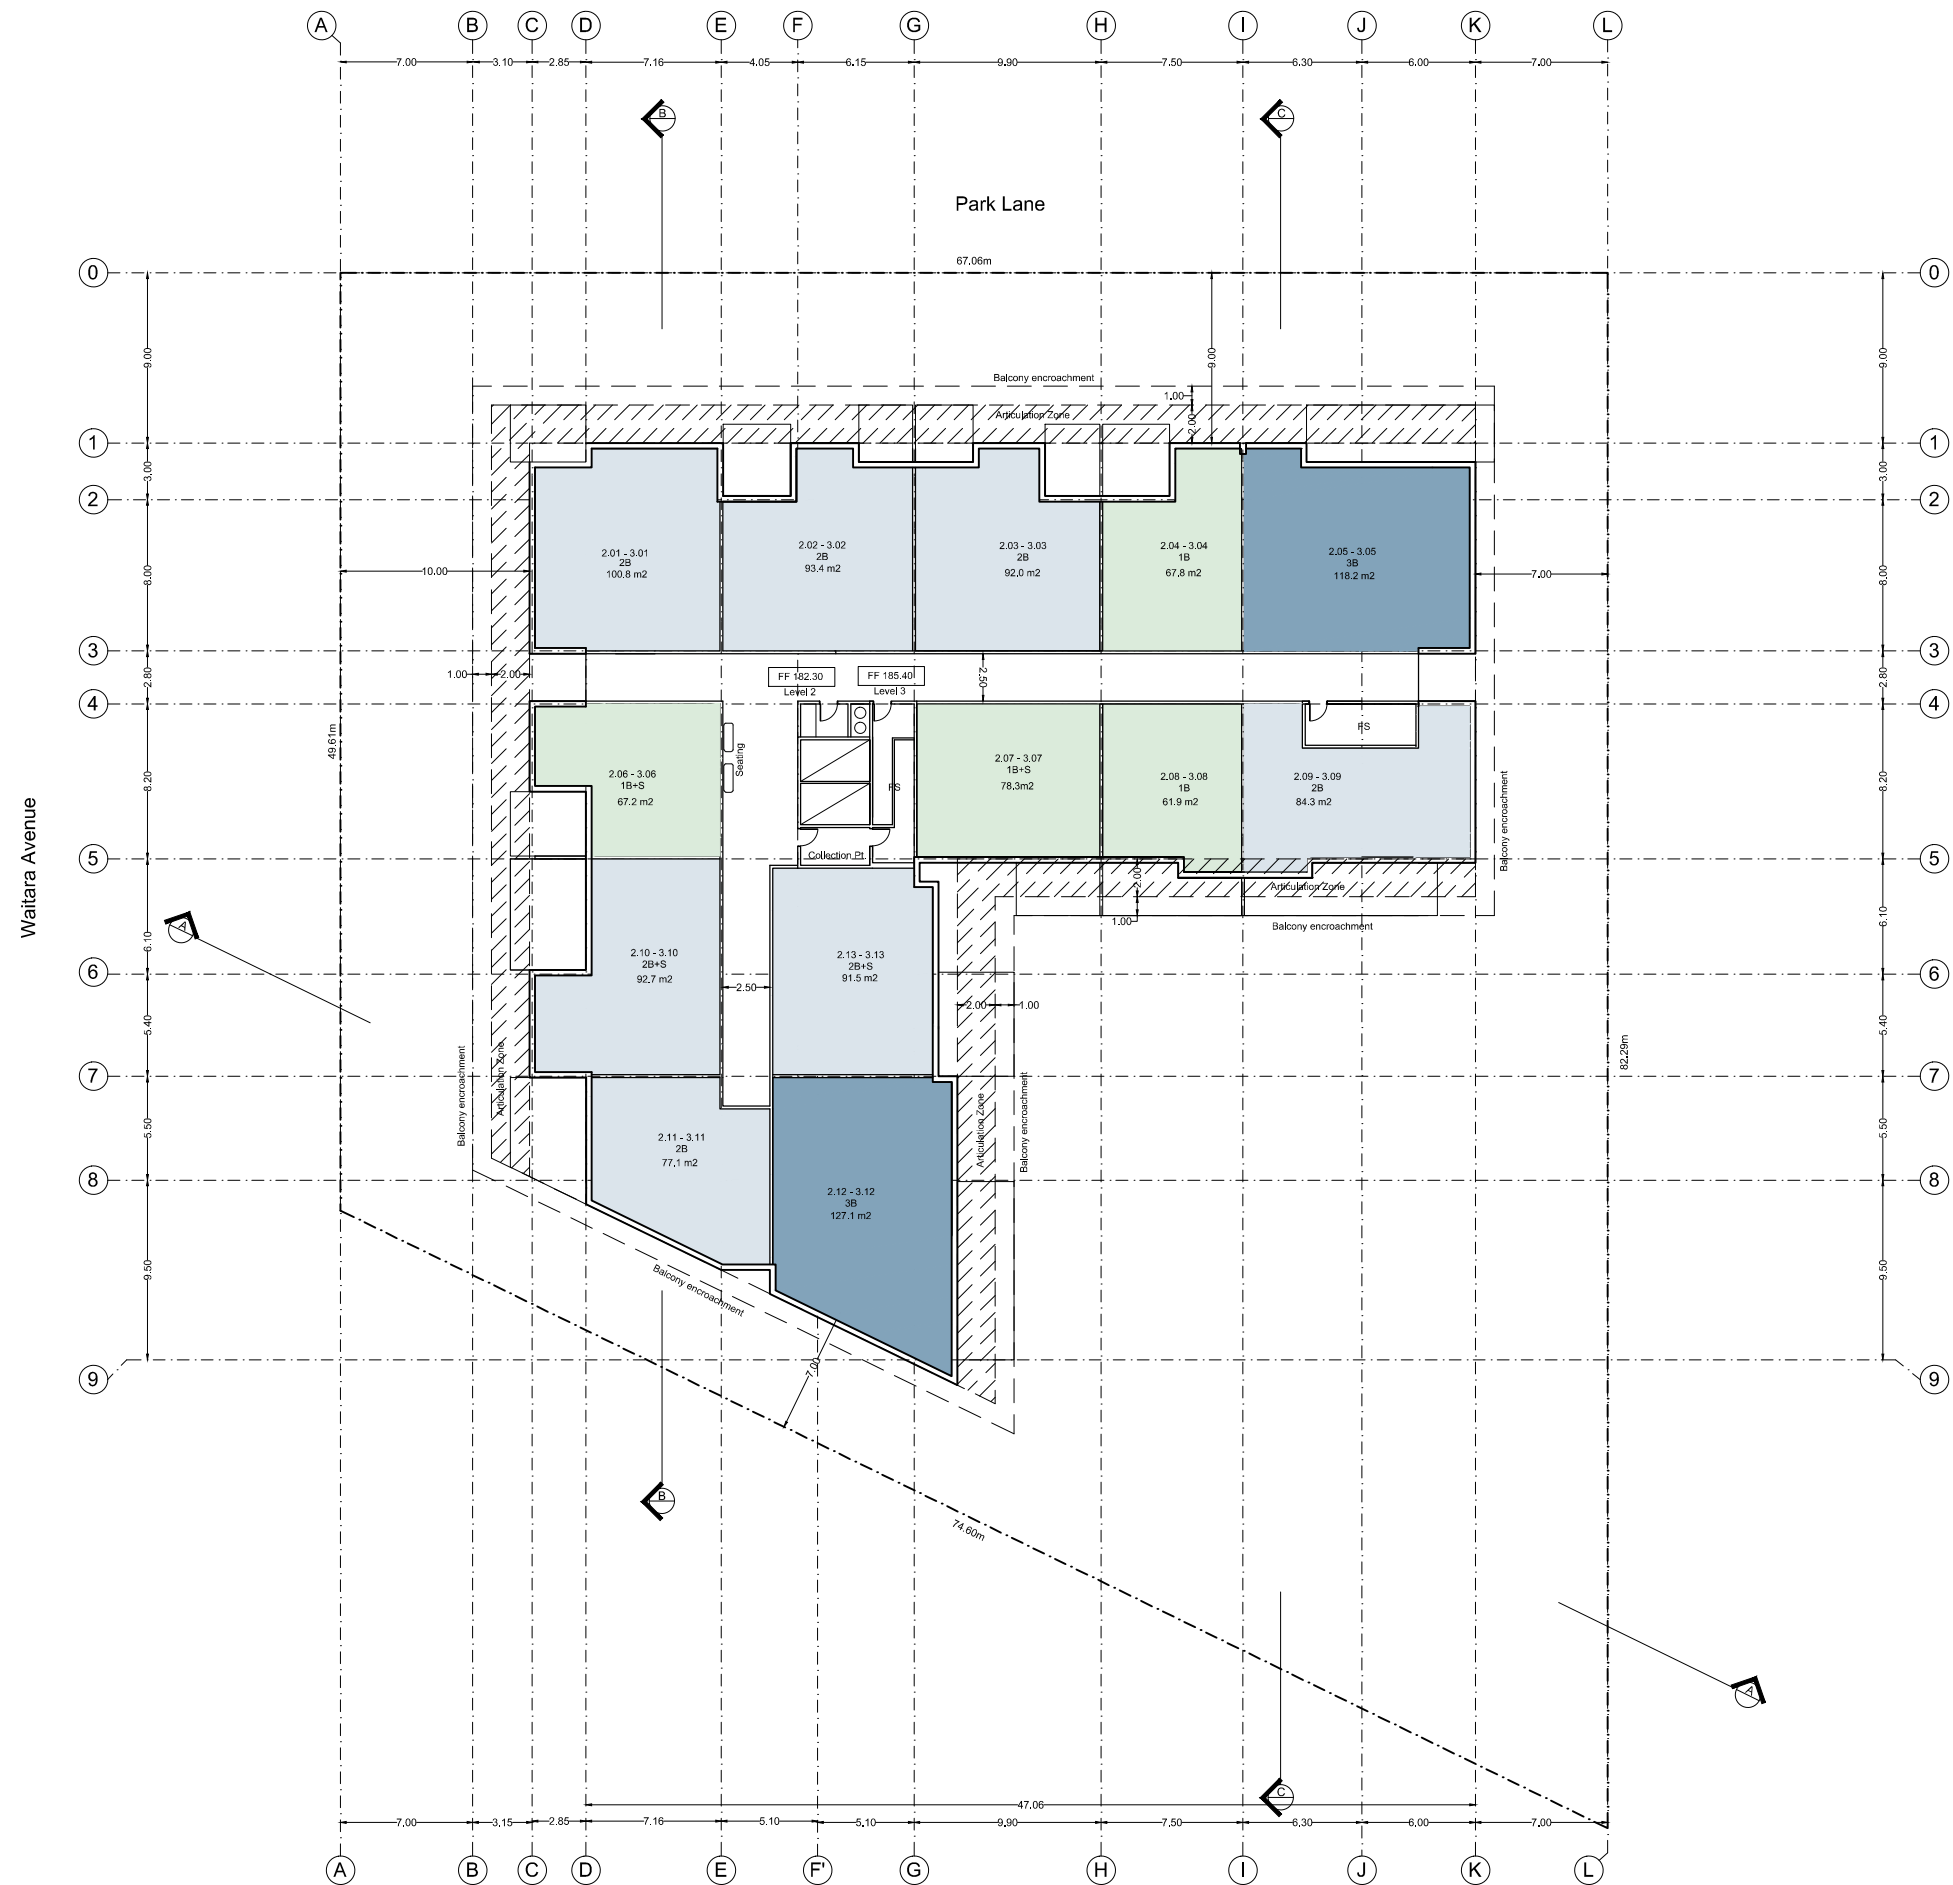 A B C D E F G H I J K L
7.00 3.10 2.85 7.16 4.05 6.15 9.90 7.50 6.30 6.00 7.00
B
C
Park Lane
67.06m
0
0
9.00
9.00
9.00
Balcony encroachment
1.00
Articulation Zone
2.00
1
1
3.00
3.00
2
2
2.01 - 3.01
2B
100.8 m2
2.02 - 3.02
2B
93.4 m2
2.03 - 3.03
2B
92.0 m2
2.04 - 3.04
1B
67.8 m2
2.05 - 3.05
3B
118.2 m2
8.00
10.00
7.00
8.00
3
3
2.80
1.00
2.00
FF 182.30
Level 2
FF 185.40
Level 3
2.50
2.80
4
4
49.61m
8.20
Seating
FS
FS
8.20
2.06 - 3.06
1B+S
67.2 m2
2.07 - 3.07
1B+S
78.3m2
2.08 - 3.08
1B
61.9 m2
2.09 - 3.09
2B
84.3 m2
Waitara Avenue
Balcony encroachment
Collection Pt.
5
5
2.00
Articulation Zone
1.00
Balcony encroachment
A
6.10
6.10
2.10 - 3.10
2B+S
92.7 m2
2.13 - 3.13
2B+S
91.5 m2
6
6
2.50
2.00
1.00
5.40
5.40
82.29m
Balcony encroachment
Articulation Zone
7
7
Articulation Zone
Balcony encroachment
5.50
5.50
2.11 - 3.11
2B
77.1 m2
2.12 - 3.12
3B
127.1 m2
8
8
9.50
9.50
Balcony encroachment
7.00
9
9
B
74.60m
A
C
47.06
7.00 3.15 2.85 7.16 5.10 5.10 9.90 7.50 6.30 6.00 7.00
A B C D E F' G H I J K L